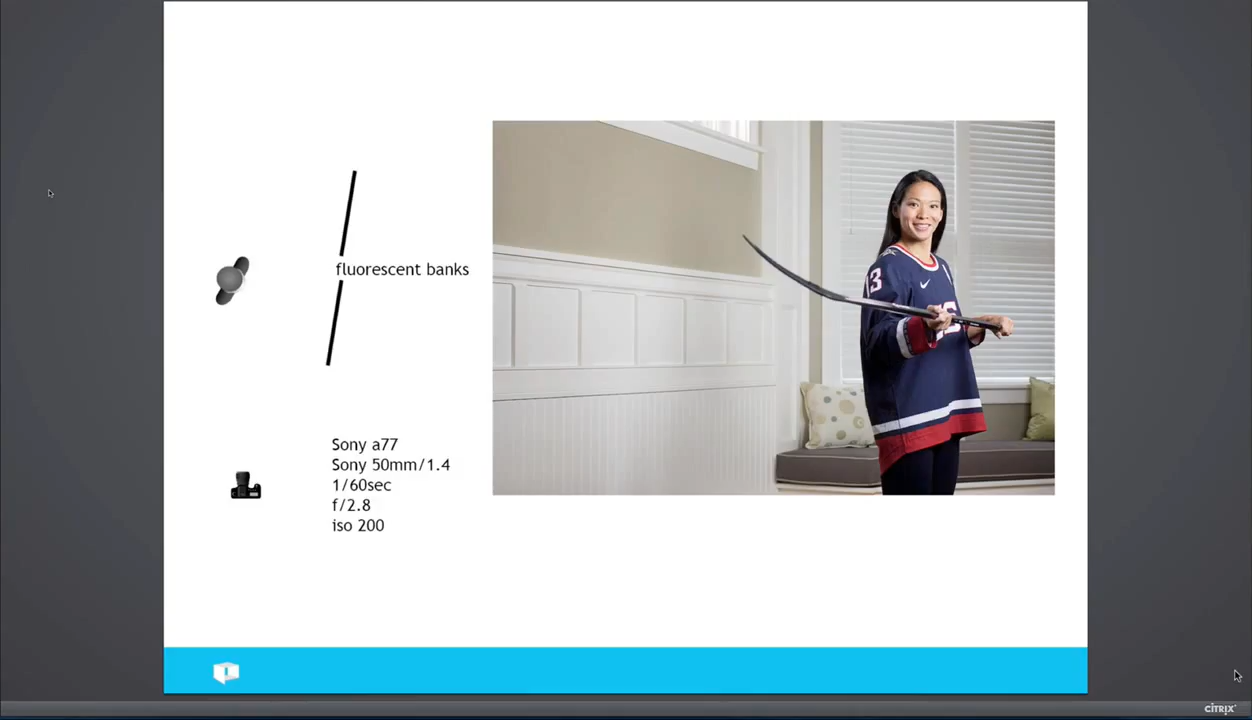 fluorescent banks
Sony a77
Sony 50mm/1.4
1/60sec
f/2.8
iso 200
13
CITRIX